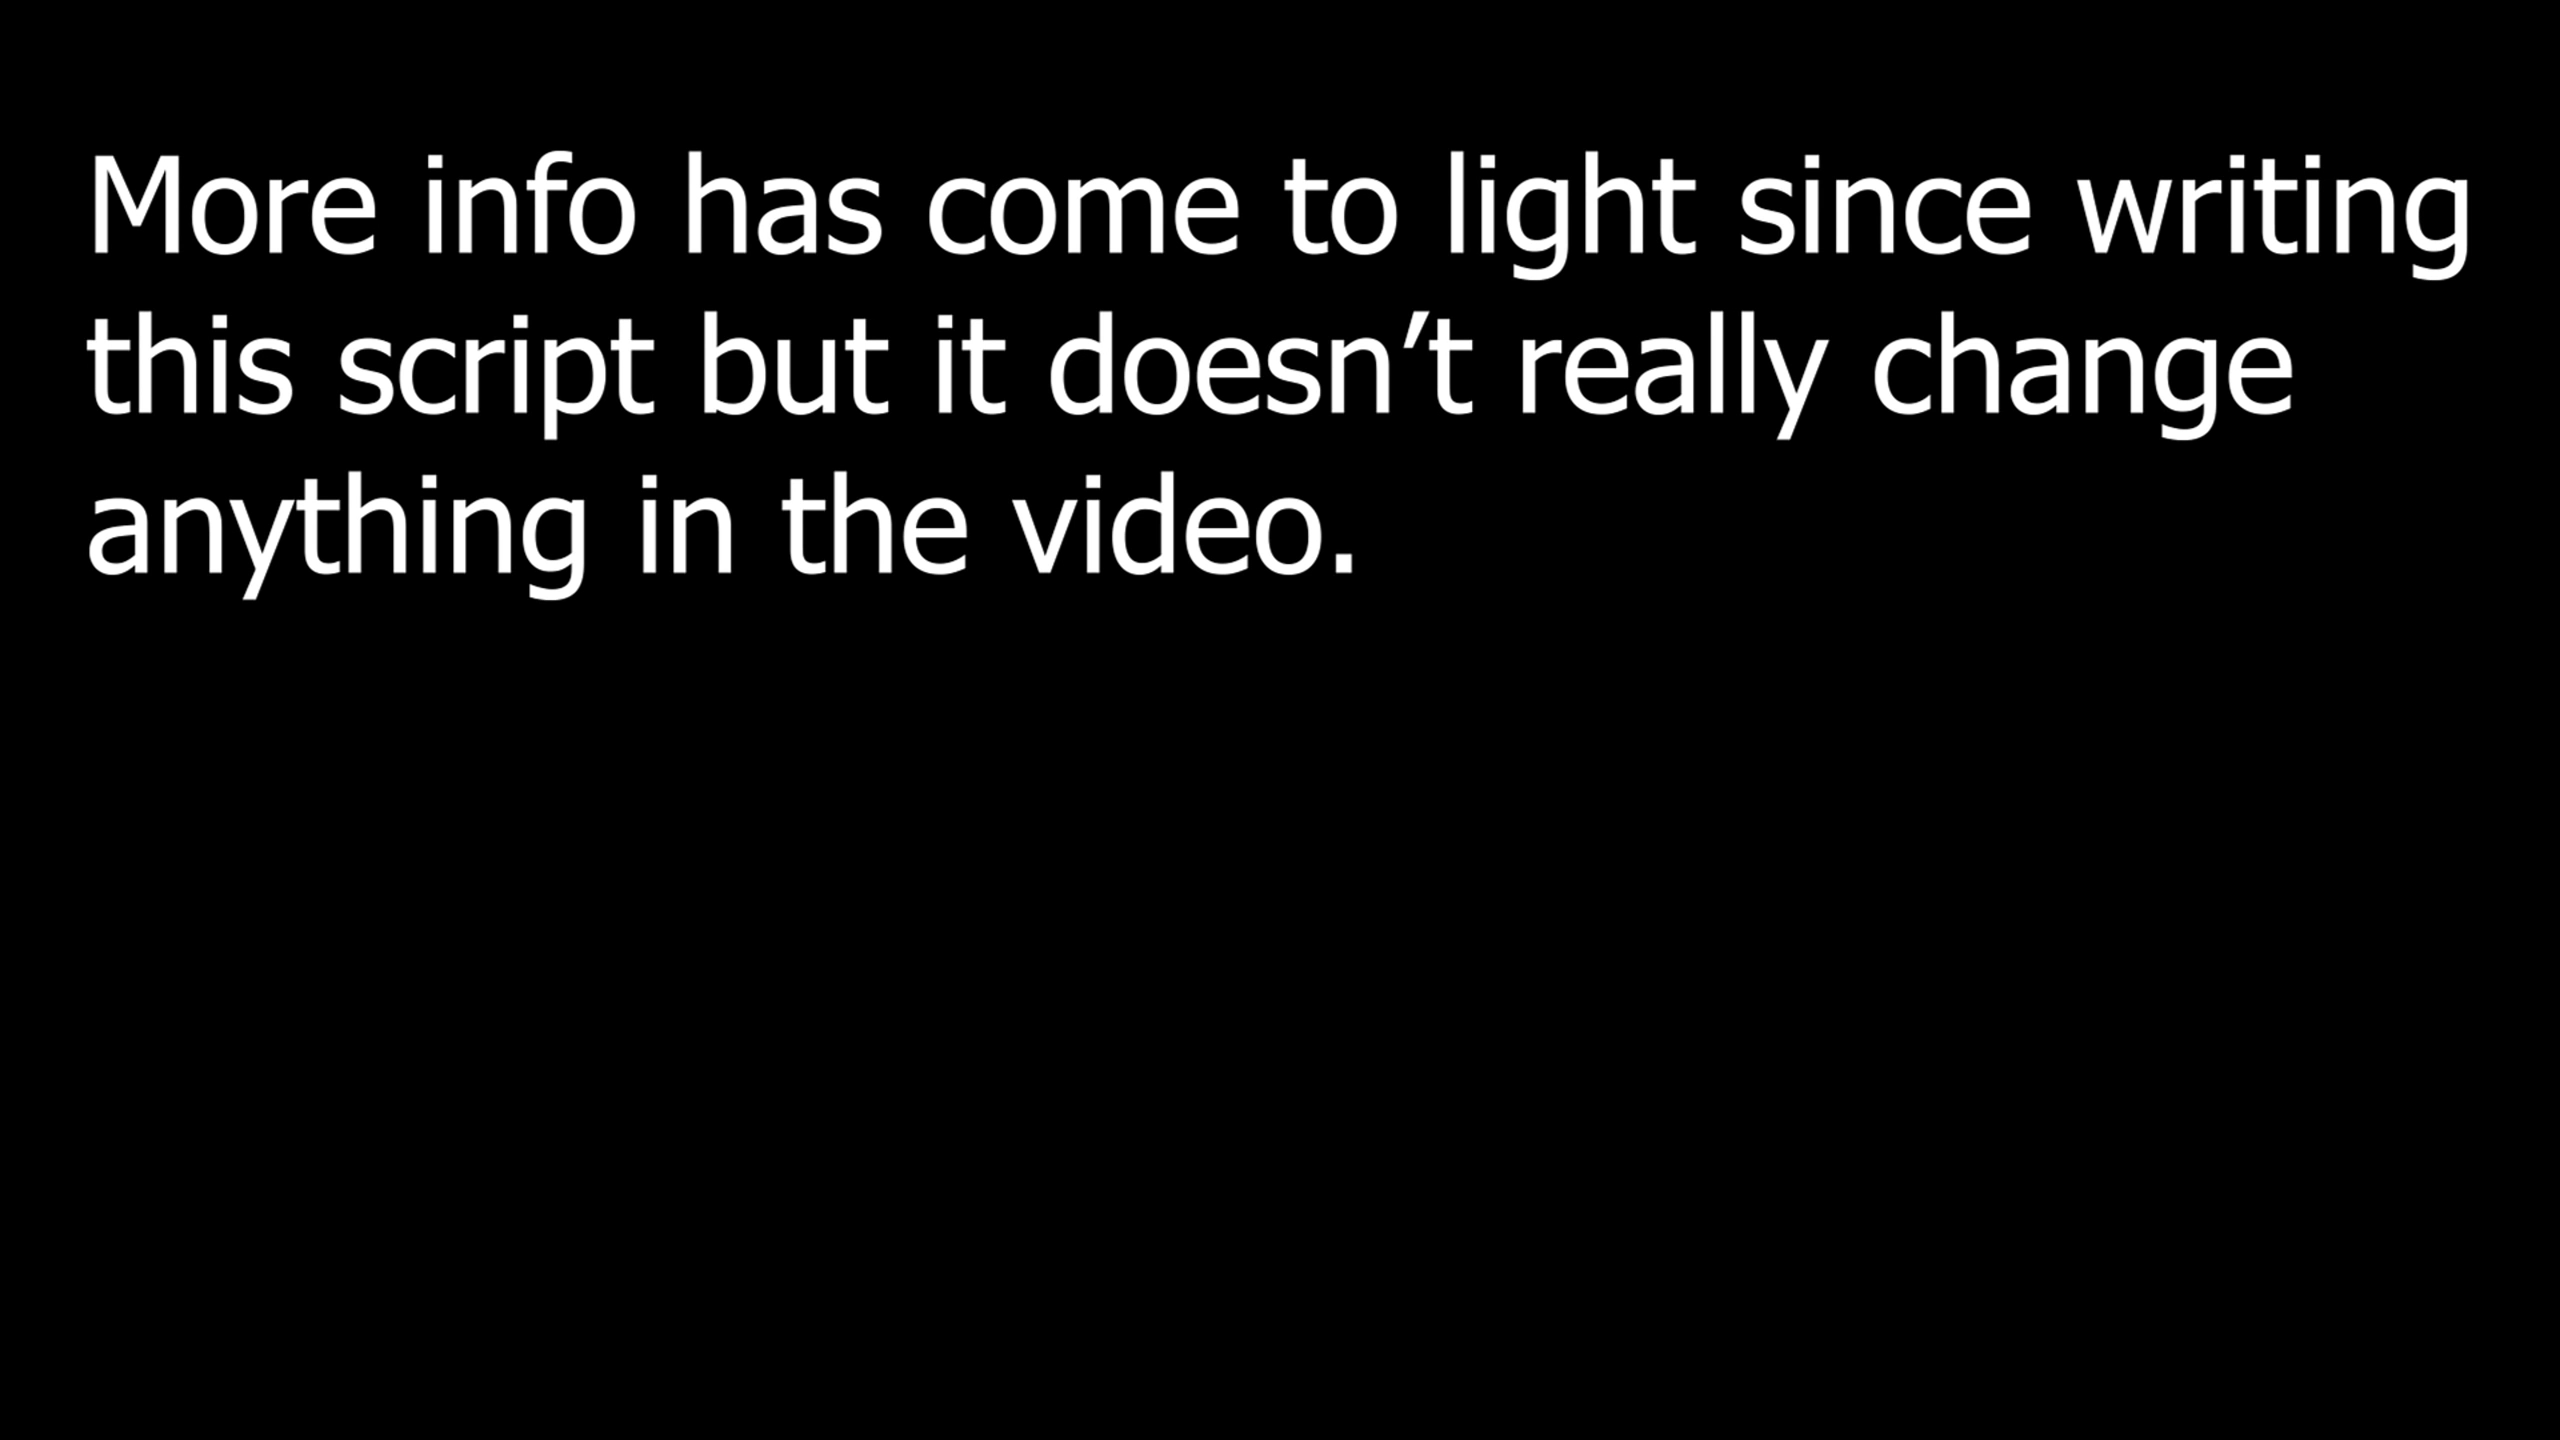 More info has come to light since writing
this script but it doesn’t really change
anything in the video.